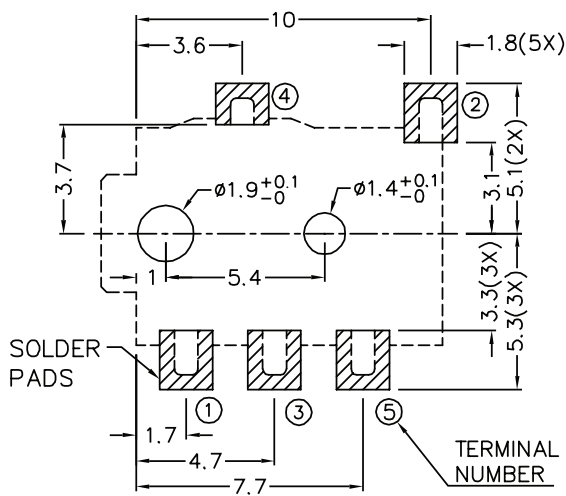 10
3.6
1.8(5X)
④
②
3.7
ø1.9+0.1 -0
ø1.4+0.1 -0
3.1
5.1(2X)
1
5.4
3.3(3X)
5.3(3X)
SOLDER
PADS
①
③
⑤
1.7
4.7
7.7
TERMINAL
NUMBER